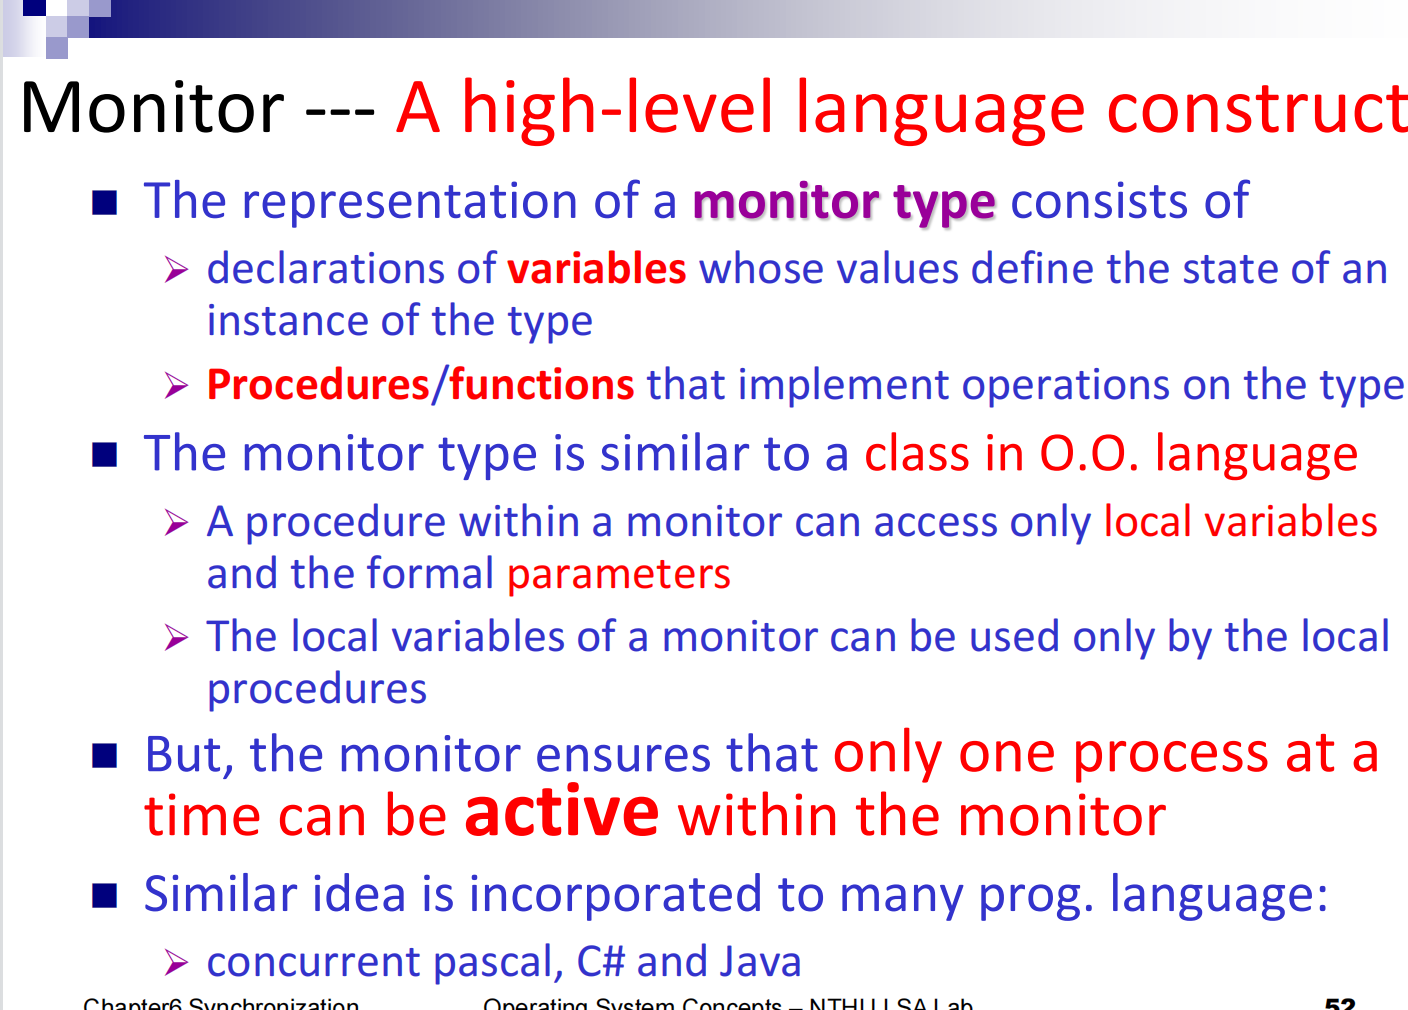 Monitor --- A high-level language construct
The representation of a monitor type consists of
declarations of variables whose values define the state of an
instance of the type
Procedures/functions that implement operations on the type
The monitor type is similar to a class in O.O. language
A procedure within a monitor can access only local variables
and the formal parameters
The local variables of a monitor can be used only by the local
procedures
But, the monitor ensures that only one process at a
time can be active within the monitor
Similar idea is incorporated to many prog. language:
concurrent pascal, C# and Java
Chapter6 Synchronization Operating System Concepts – NTHU LSA Lab 52